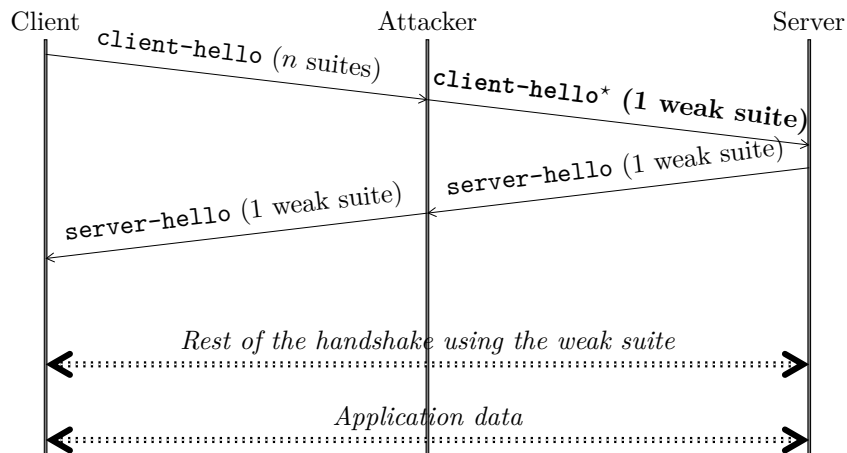 Client Attacker Server
client-hello (n suites)
client-hello* (1 weak suite)
server-hello (1 weak suite)
server-hello (1 weak suite)
Rest of the handshake using the weak suite
Application data